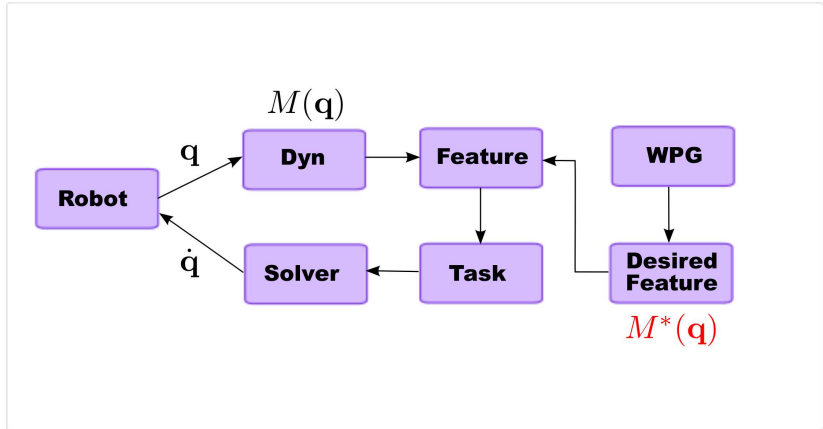 M(q)
q
Dyn
Feature
WPG
Robot
q̇
Solver
Task
Desired
Feature
M*(q)